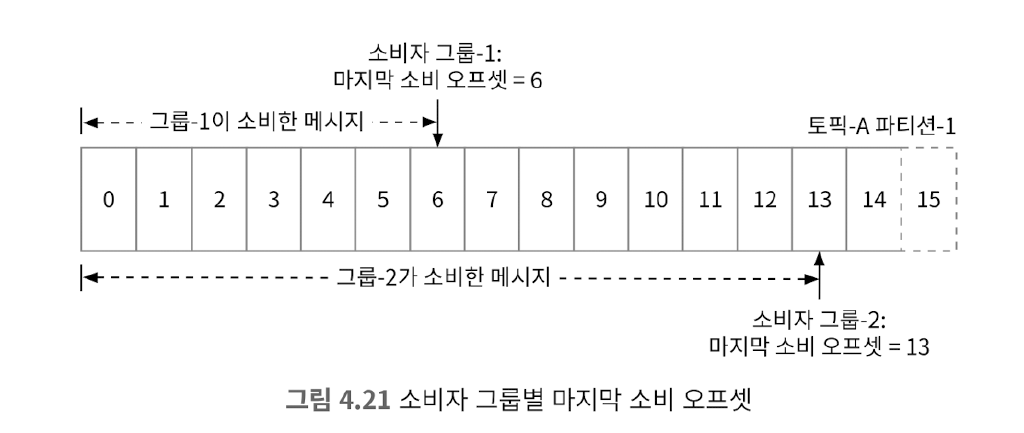 소비자 그룹-1:
마지막 소비 오프셋 = 6
그룹-1이 소비한 메시지
토픽-A 파티션-1
0 1 2 3 4 5 6 7 8 9 10 11 12 13 14 15
그룹-2가 소비한 메시지
소비자 그룹-2:
마지막 소비 오프셋 = 13
그림 4.21 소비자 그룹별 마지막 소비 오프셋